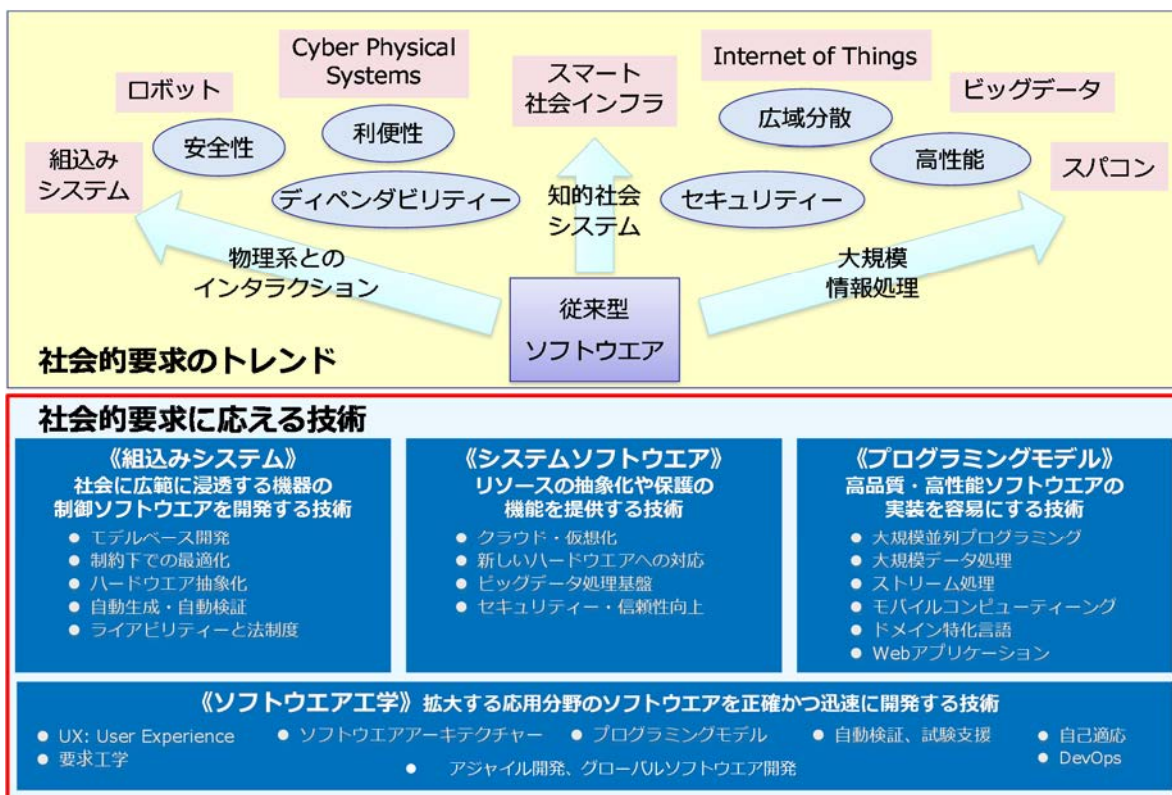 Cyber Physical
Systems
Internet of Things
スマート
社会インフラ
ロボット
ビッグデータ
安全性
利便性
広域分散
高性能
組込み
システム
ディペンダビリティー
知的社会
システム
セキュリティー
スパコン
物理系との
インタラクション
大規模
情報処理
従来型
ソフトウエア
社会的要求のトレンド
社会的要求に応える技術
《組込みシステム》
社会に広範に浸透する機器の
制御ソフトウエアを開発する技術
● モデルベース開発
● 制約下での最適化
● ハードウエア抽象化
● 自動生成・自動検証
● ライアビリティーと法制度
《システムソフトウエア》
リソースの抽象化や保護の
機能を提供する技術
● クラウド・仮想化
● 新しいハードウエアへの対応
● ビッグデータ処理基盤
● セキュリティー・信頼性向上
《プログラミングモデル》
高品質・高性能ソフトウエアの
実装を容易にする技術
● 大規模並列プログラミング
● 大規模データ処理
● ストリーム処理
● モバイルコンピューティーング
● ドメイン特化言語
● Webアプリケーション
《ソフトウエア工学》拡大する応用分野のソフトウエアを正確かつ迅速に開発する技術
● UX: User Experience
● ソフトウエアアーキテクチャー
● プログラミングモデル
● 自動検証、試験支援
● 自己適応
● 要求工学
● アジャイル開発、グローバルソフトウエア開発
● DevOps